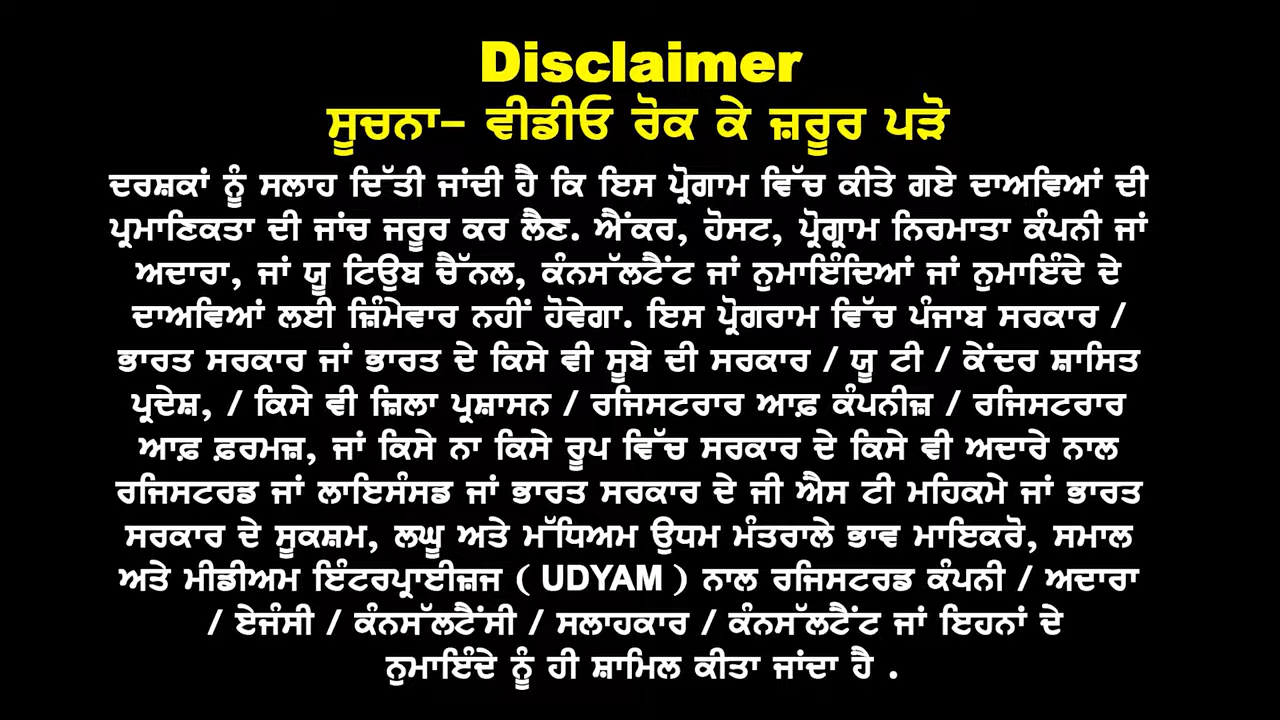 Disclaimer
ਸੂਚਨਾ- ਵੀਡੀਓ ਰੋਕ ਕੇ ਜ਼ਰੂਰ ਪੜੋ
ਦਰਸ਼ਕਾਂ ਨੂੰ ਸਲਾਹ ਦਿੱਤੀ ਜਾਂਦੀ ਹੈ ਕਿ ਇਸ ਪ੍ਰੋਗਾਮ ਵਿੱਚ ਕੀਤੇ ਗਏ ਦਾਅਵਿਆਂ ਦੀ
ਪ੍ਰਮਾਣਿਕਤਾ ਦੀ ਜਾਂਚ ਜਰੂਰ ਕਰ ਲੈਣ. ਐਂਕਰ, ਹੋਸਟ, ਪ੍ਰੋਗ੍ਰਾਮ ਨਿਰਮਾਤਾ ਕੰਪਨੀ ਜਾਂ
ਅਦਾਰਾ, ਜਾਂ ਯੂ ਟਿਊਬ ਚੈੱਨਲ, ਕੰਨਸੱਲਟੈਂਟ ਜਾਂ ਨੁਮਾਇੰਦਿਆਂ ਜਾਂ ਨੁਮਾਇੰਦੇ ਦੇ
ਦਾਅਵਿਆਂ ਲਈ ਜ਼ਿੰਮੇਵਾਰ ਨਹੀਂ ਹੋਵੇਗਾ. ਇਸ ਪ੍ਰੋਗਰਾਮ ਵਿੱਚ ਪੰਜਾਬ ਸਰਕਾਰ /
ਭਾਰਤ ਸਰਕਾਰ ਜਾਂ ਭਾਰਤ ਦੇ ਕਿਸੇ ਵੀ ਸੂਬੇ ਦੀ ਸਰਕਾਰ / ਯੂ ਟੀ / ਕੇਂਦਰ ਸ਼ਾਸਿਤ
ਪ੍ਰਦੇਸ਼, / ਕਿਸੇ ਵੀ ਜ਼ਿਲਾ ਪ੍ਰਸ਼ਾਸਨ / ਰਜਿਸਟਰਾਰ ਆਫ਼ ਕੰਪਨੀਜ਼ / ਰਜਿਸਟਰਾਰ
ਆਫ਼ ਫ਼ਰਮਜ਼, ਜਾਂ ਕਿਸੇ ਨਾ ਕਿਸੇ ਰੂਪ ਵਿੱਚ ਸਰਕਾਰ ਦੇ ਕਿਸੇ ਵੀ ਅਦਾਰੇ ਨਾਲ
ਰਜਿਸਟਰਡ ਜਾਂ ਲਾਇਸੰਸਡ ਜਾਂ ਭਾਰਤ ਸਰਕਾਰ ਦੇ ਜੀ ਐਸ ਟੀ ਮਹਿਕਮੇ ਜਾਂ ਭਾਰਤ
ਸਰਕਾਰ ਦੇ ਸੂਕਸ਼ਮ, ਲਘੂ ਅਤੇ ਮੱਧਿਅਮ ਉਧਮ ਮੰਤਰਾਲੇ ਭਾਵ ਮਾਇਕਰੋ, ਸਮਾਲ
ਅਤੇ ਮੀਡੀਅਮ ਇੰਟਰਪ੍ਰਾਈਜ਼ਜ ( UDYAM ) ਨਾਲ ਰਜਿਸਟਰਡ ਕੰਪਨੀ / ਅਦਾਰਾ
/ ਏਜੰਸੀ / ਕੰਨਸੱਲਟੈਂਸੀ / ਸਲਾਹਕਾਰ / ਕੰਨਸੱਲਟੈਂਟ ਜਾਂ ਇਹਨਾਂ ਦੇ
ਨੁਮਾਇੰਦੇ ਨੂੰ ਹੀ ਸ਼ਾਮਿਲ ਕੀਤਾ ਜਾਂਦਾ ਹੈ .